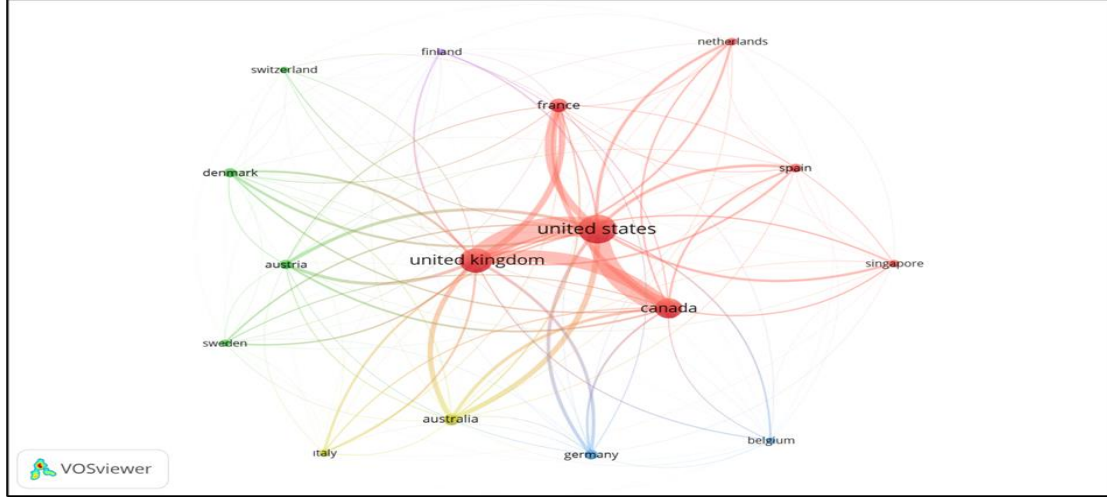 finland
netherlands
switzerland
france
denmark
spain
united states
united kingdom
austria
singapore
canada
sweden
australia
belgium
italy
germany
VOSviewer